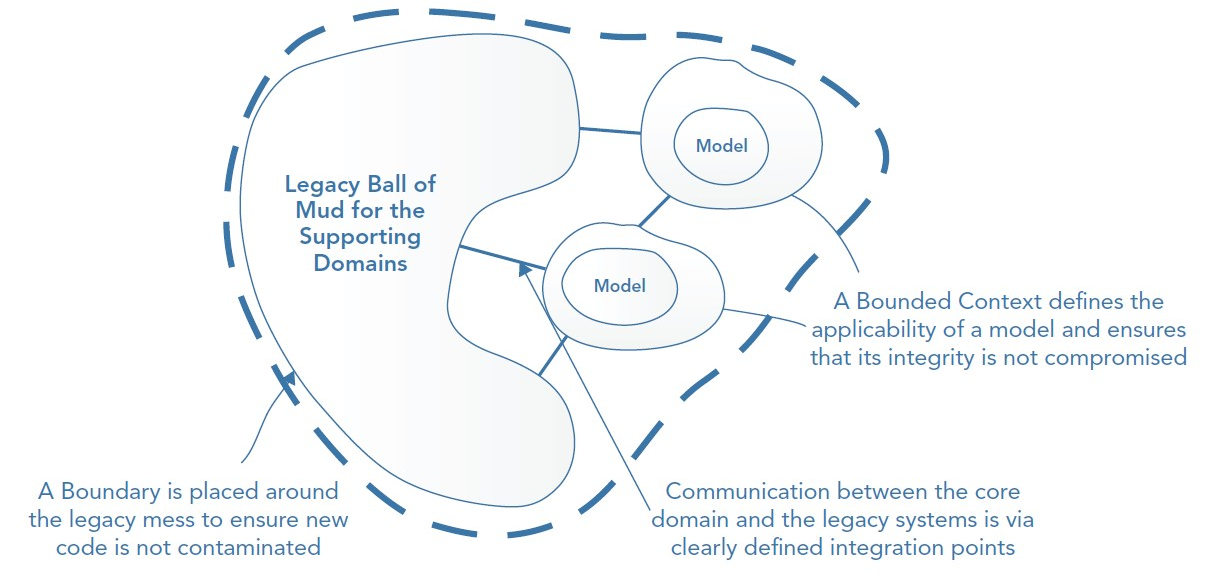 Model
Legacy Ball of
Mud for the
Supporting
Domains
Model
A Bounded Context defines the
applicability of a model and ensures
that its integrity is not compromised
A Boundary is placed around
the legacy mess to ensure new
code is not contaminated
Communication between the core
domain and the legacy systems is via
clearly defined integration points